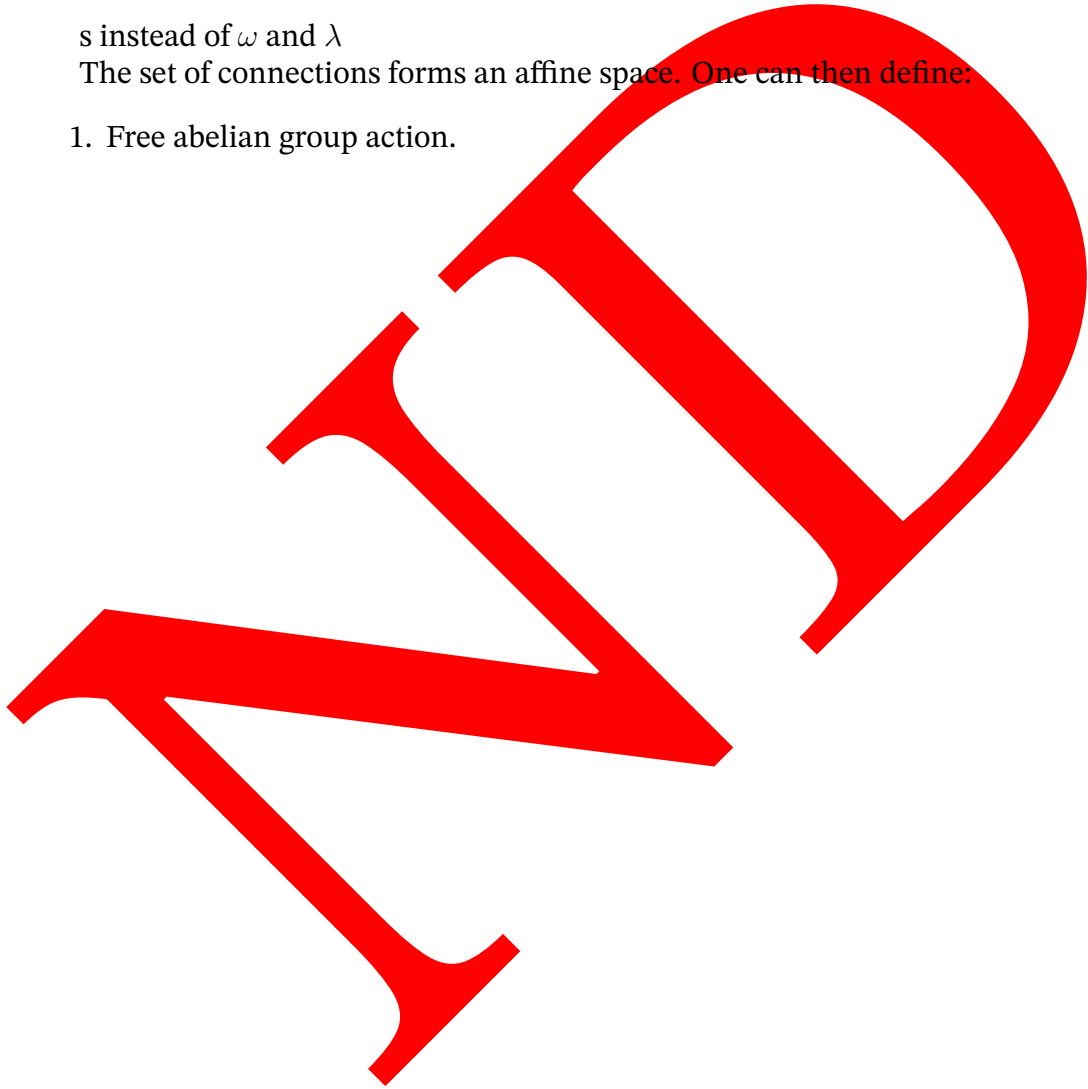 s instead of ω and λ
The set of connections forms an affine space. One can then define:
1. Free abelian group action.
ND